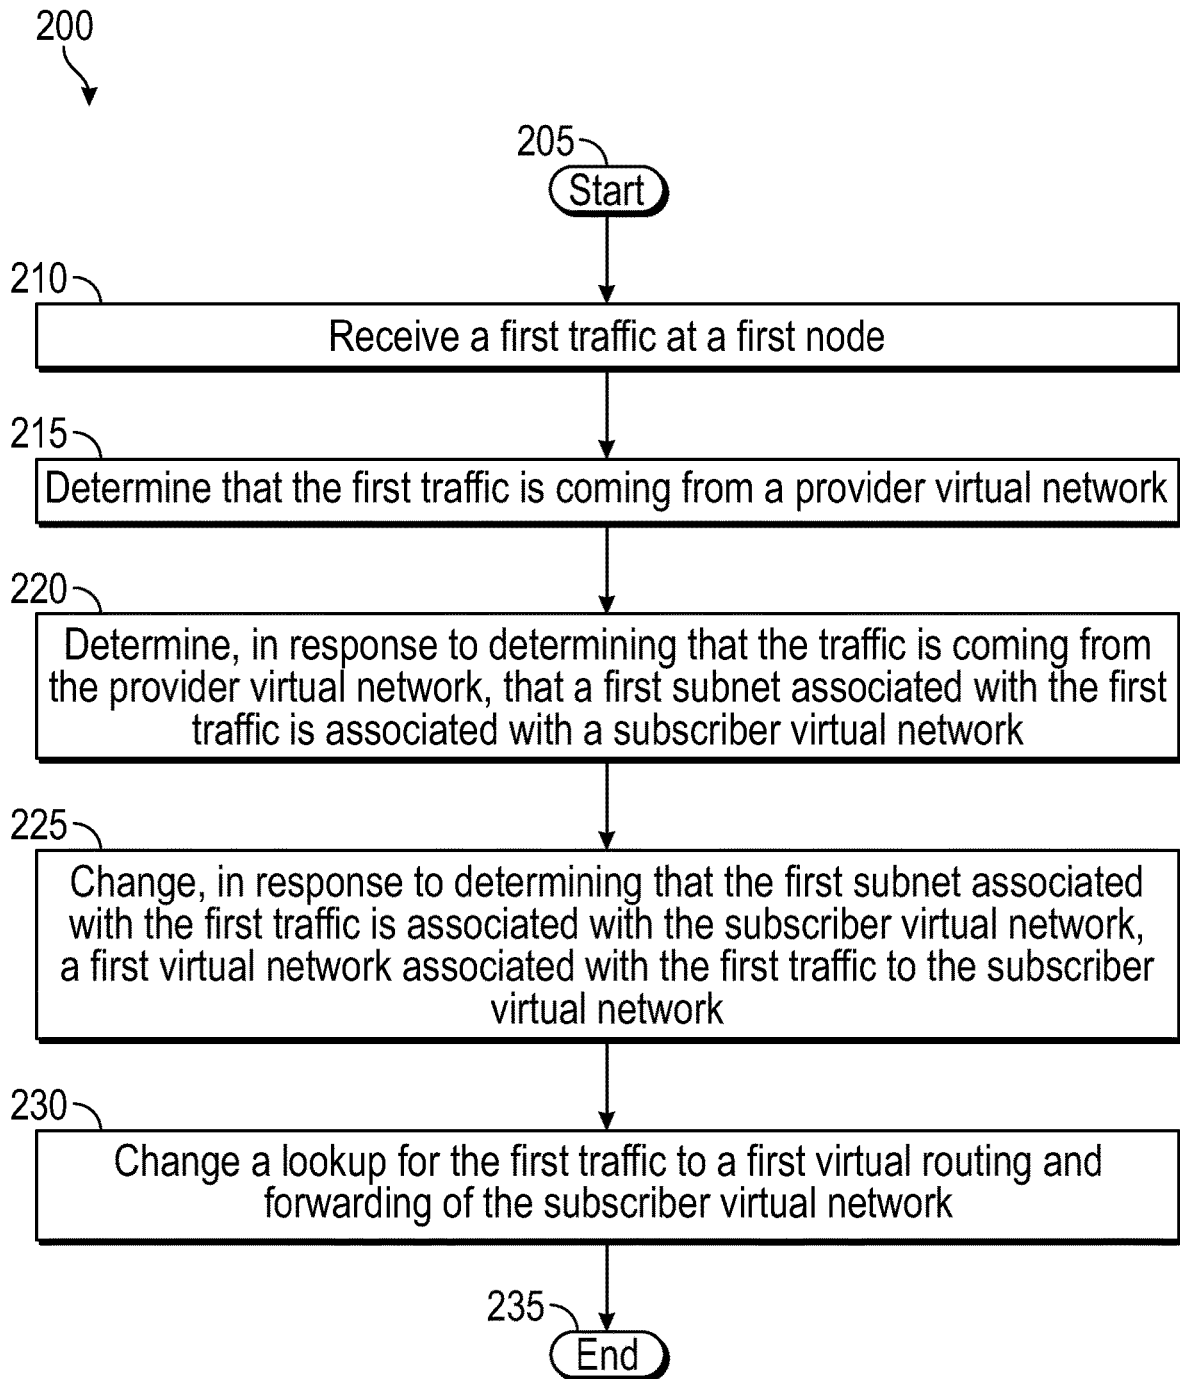 200
205
Start
210
Receive a first traffic at a first node
215
Determine that the first traffic is coming from a provider virtual network
220
Determine, in response to determining that the traffic is coming from
the provider virtual network, that a first subnet associated with the first
traffic is associated with a subscriber virtual network
225
Change, in response to determining that the first subnet associated
with the first traffic is associated with the subscriber virtual network,
a first virtual network associated with the first traffic to the subscriber
virtual network
230
Change a lookup for the first traffic to a first virtual routing and
forwarding of the subscriber virtual network
235
End